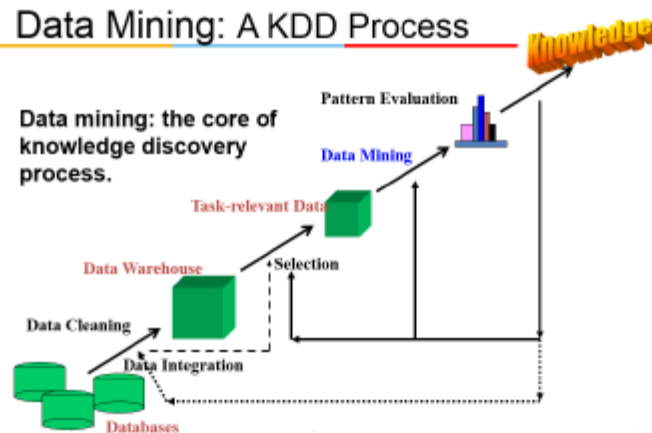 Data Mining: A KDD Process
Knowledge
Pattern Evaluation
Data mining: the core of
knowledge discovery
process.
Data Mining
Task-relevant Data
Data Warehouse
Selection
Data Cleaning
Data Integration
Databases